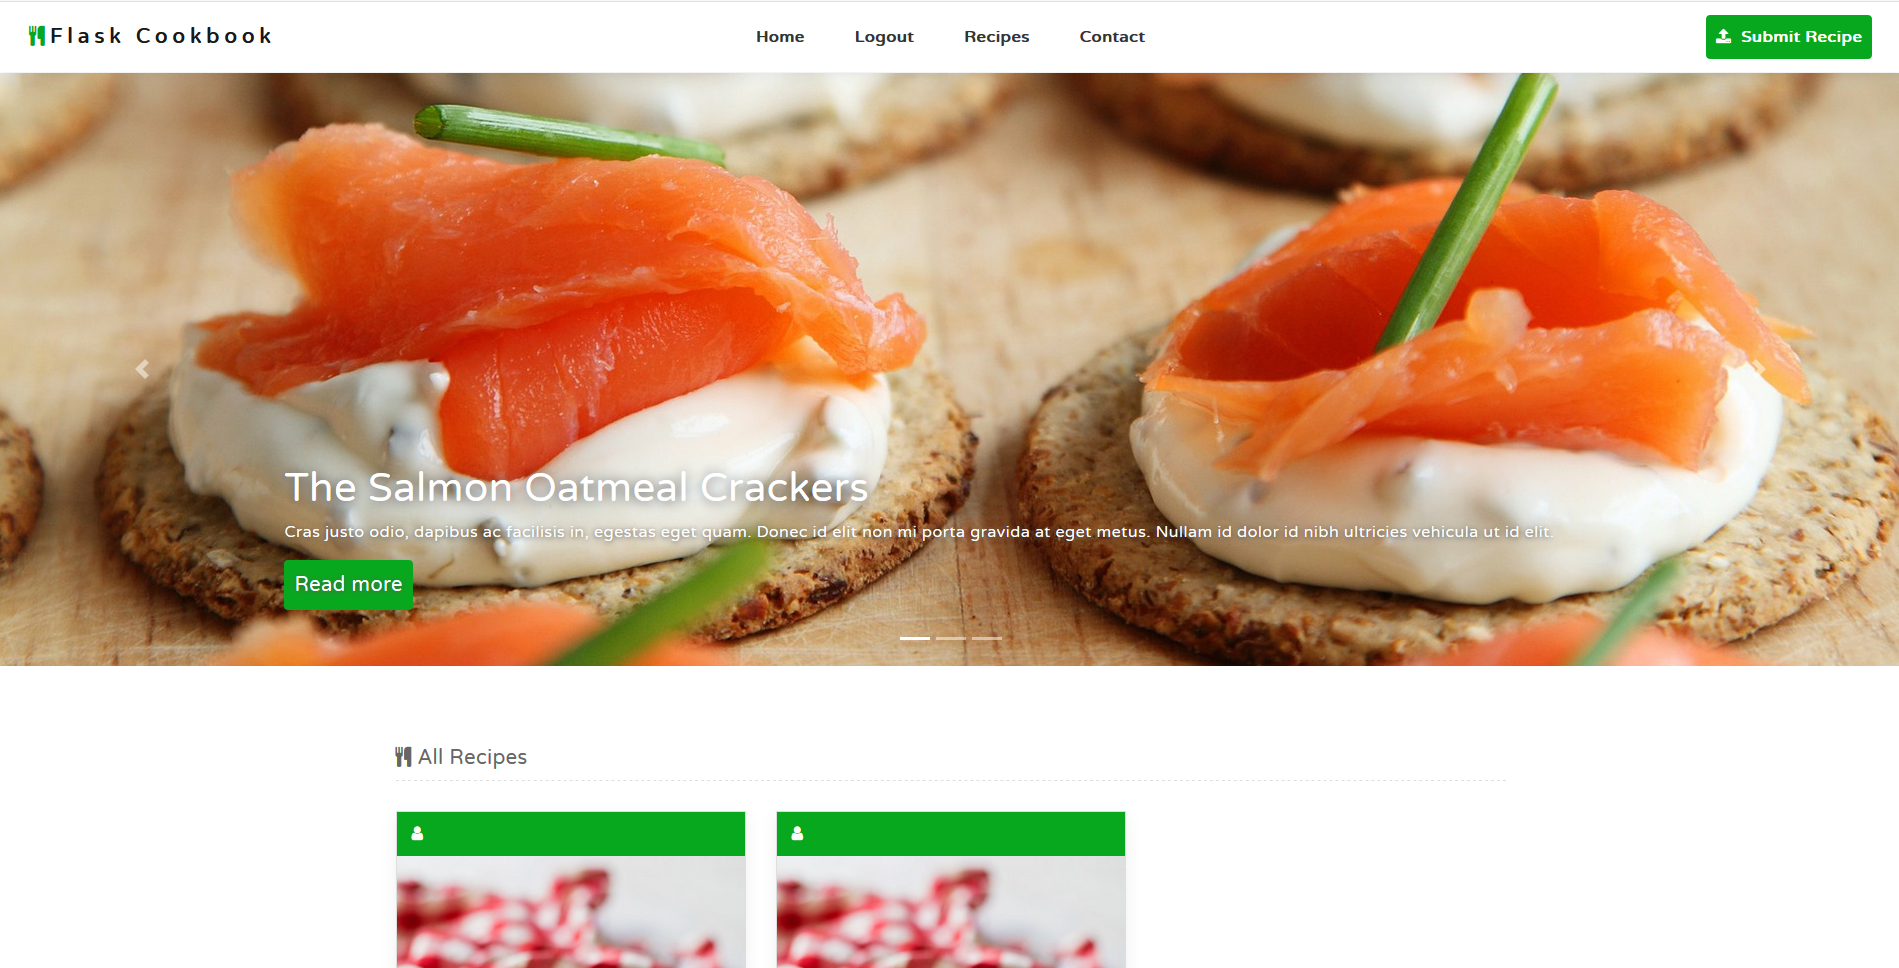 Flask Cookbook
Home Logout Recipes Contact
Submit Recipe
The Salmon Oatmeal Crackers
Cras justo odio, dapibus ac facilisis in, egestas eget quam. Donec id elit non mi porta gravida at eget metus. Nullam id dolor id nibh ultricies vehicula ut id elit.
Read more
All Recipes